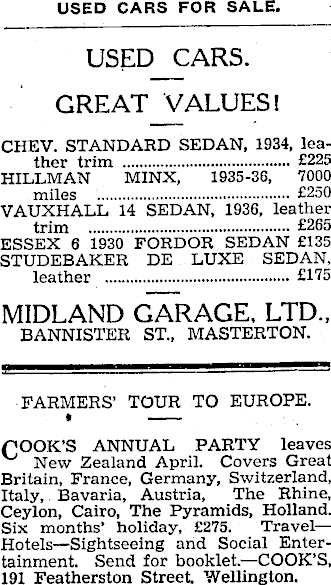 USED CARS FOR SALE.
USED CARS.
GREAT VALUES!
CHEV. STANDARD SEDAN, 1934, lea-
ther trim .......................................... £225
HILLMAN MINX, 1935-36, 7000
miles ................................................ £250
VAUXHALL 14 SEDAN, 1936, leather
trim .................................................. £265
ESSEX 6 1930 FORDOR SEDAN £135
STUDEBAKER DE LUXE SEDAN,
leather .............................................. £175
MIDLAND GARAGE, LTD.,
BANNISTER ST., MASTERTON.
FARMERS' TOUR TO EUROPE.
COOK'S ANNUAL PARTY leaves
New Zealand April. Covers Great
Britain, France, Germany, Switzerland,
Italy, Bavaria, Austria, The Rhine,
Ceylon, Cairo, The Pyramids, Holland.
Six months' holiday, £275. Travel—
Hotels—Sightseeing and Social Enter-
tainment. Send for booklet.—COOK'S,
191 Featherston Street, Wellington.